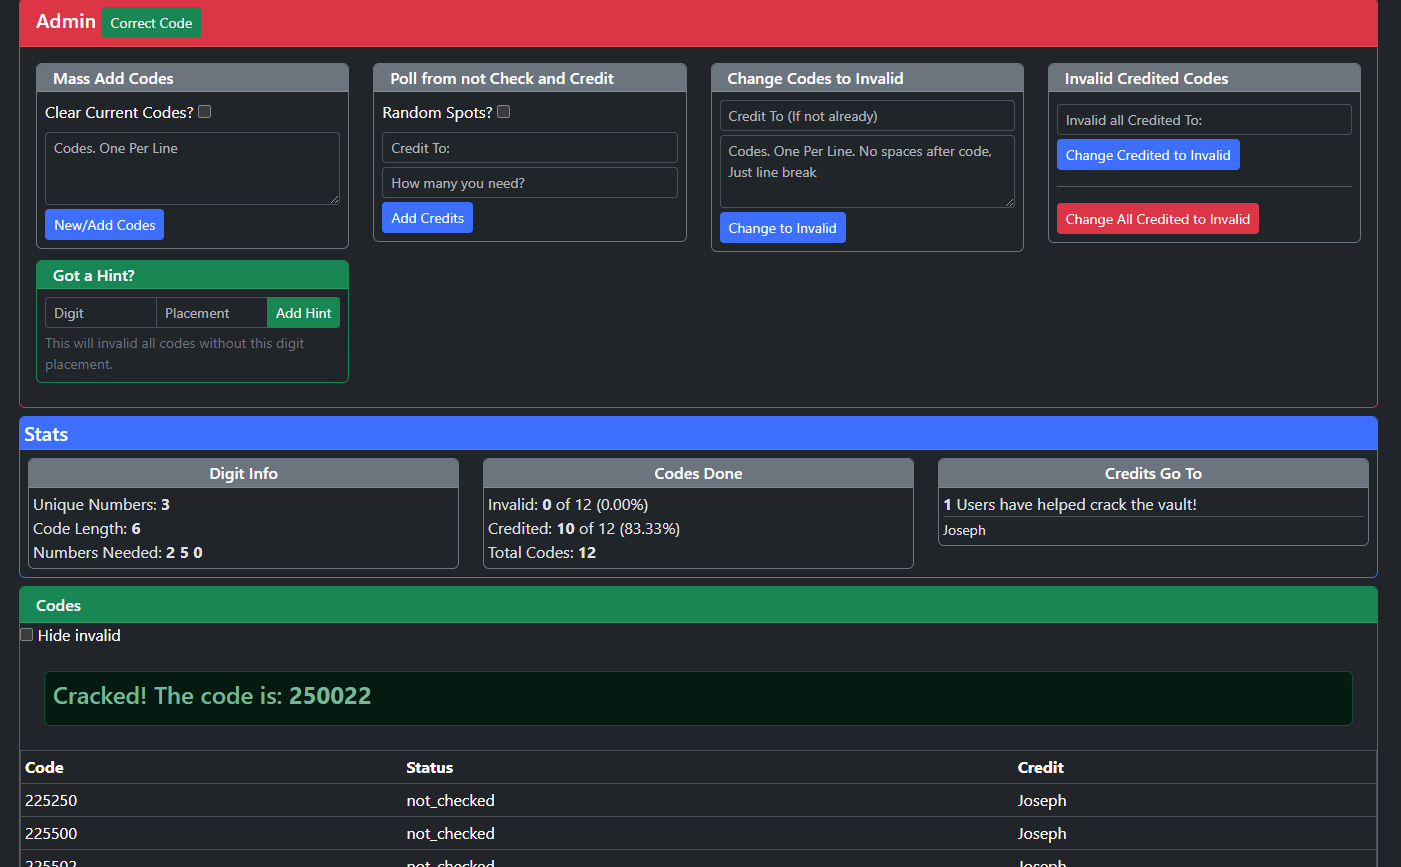 Admin Correct Code
Mass Add Codes
Clear Current Codes?
Codes. One Per Line
New/Add Codes
Poll from not Check and Credit
Random Spots?
Credit To:
How many you need?
Add Credits
Change Codes to Invalid
Credit To (If not already)
Codes. One Per Line. No spaces after code,
Just line break
Change to Invalid
Invalid Credited Codes
Invalid all Credited To:
Change Credited to Invalid
Change All Credited to Invalid
Got a Hint?
Digit Placement Add Hint
This will invalid all codes without this digit
placement.
Stats
Digit Info
Unique Numbers: 3
Code Length: 6
Numbers Needed: 2 5 0
Codes Done
Invalid: 0 of 12 (0.00%)
Credited: 10 of 12 (83.33%)
Total Codes: 12
Credits Go To
1 Users have helped crack the vault!
Joseph
Codes
Hide invalid
Cracked! The code is: 250022
Code Status Credit
225250 not_checked Joseph
225500 not_checked Joseph
225502 not_checked Joseph